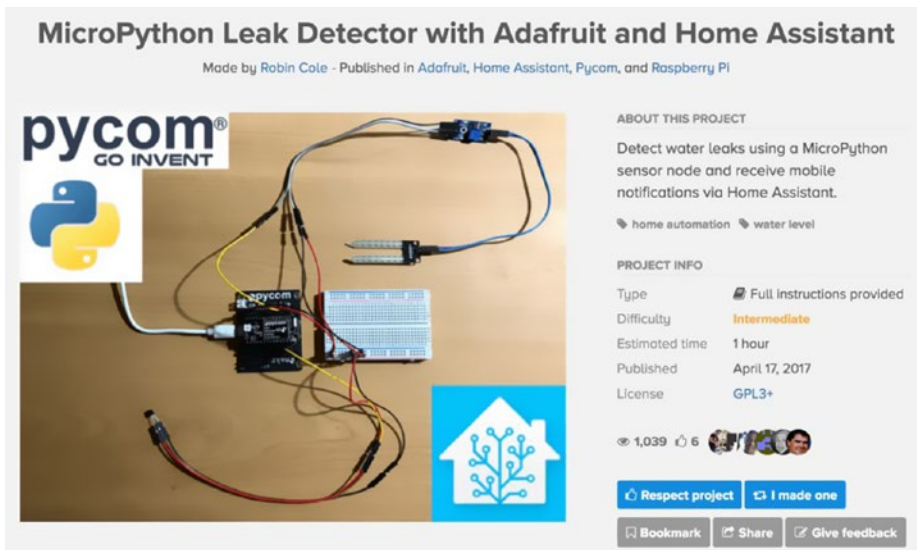 MicroPython Leak Detector with Adafruit and Home Assistant
Made by Robin Cole - Published in Adafruit, Home Assistant, Pycom, and Raspberry Pi
pycom®
GO INVENT
pycom
ABOUT THIS PROJECT
Detect water leaks using a MicroPython
sensor node and receive mobile
notifications via Home Assistant.
home automation water level
PROJECT INFO
Type Full instructions provided
Difficulty Intermediate
Estimated time 1 hour
Published April 17, 2017
License GPL3+
1,039 6
Respect project I made one
Bookmark Share Give feedback